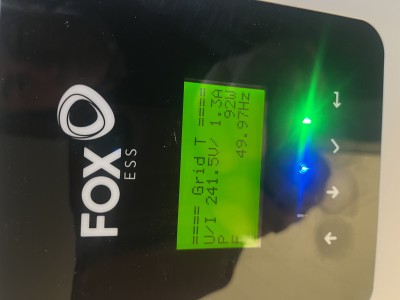 FOX
ESS
==== Grid T ====
U/I 241.5V/ 1.3A
P 92W
F 49.97Hz